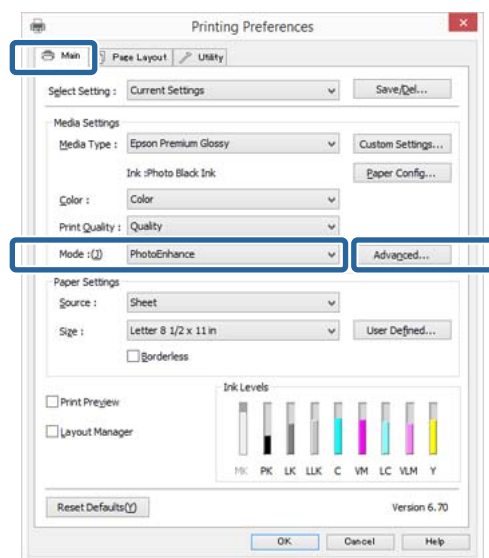 Printing Preferences
Main Page Layout Utility
Select Setting : Current Settings Save/Del...
Media Settings
Media Type : Epson Premium Glossy Custom Settings...
Ink :Photo Black Ink Paper Config...
Color : Color
Print Quality : Quality
Mode :(J) PhotoEnhance Advanced...
Paper Settings
Source : Sheet
Size : Letter 8 1/2 x 11 in User Defined...
Borderless
Ink Levels
Print Preview
Layout Manager
MK PK LK LLK C VM LC VLM Y
Reset Defaults(Y) Version 6.70
OK Cancel Help